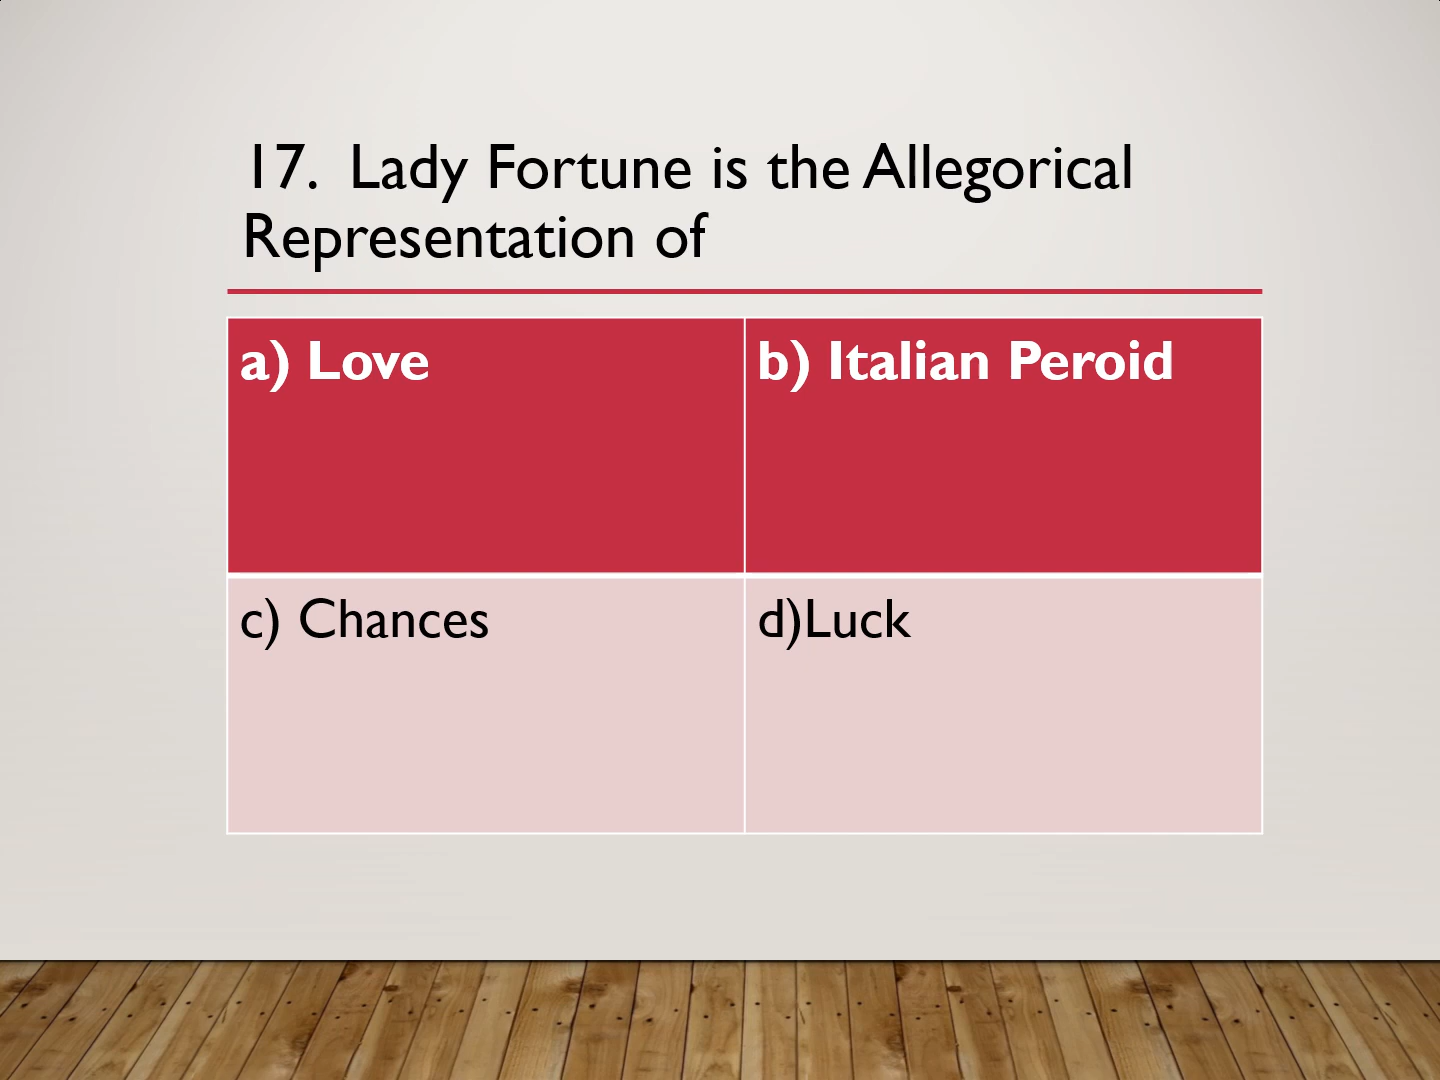 17.  Lady Fortune is the Allegorical
Representation of
a) Love
b) Italian Peroid
c) Chances
d)Luck